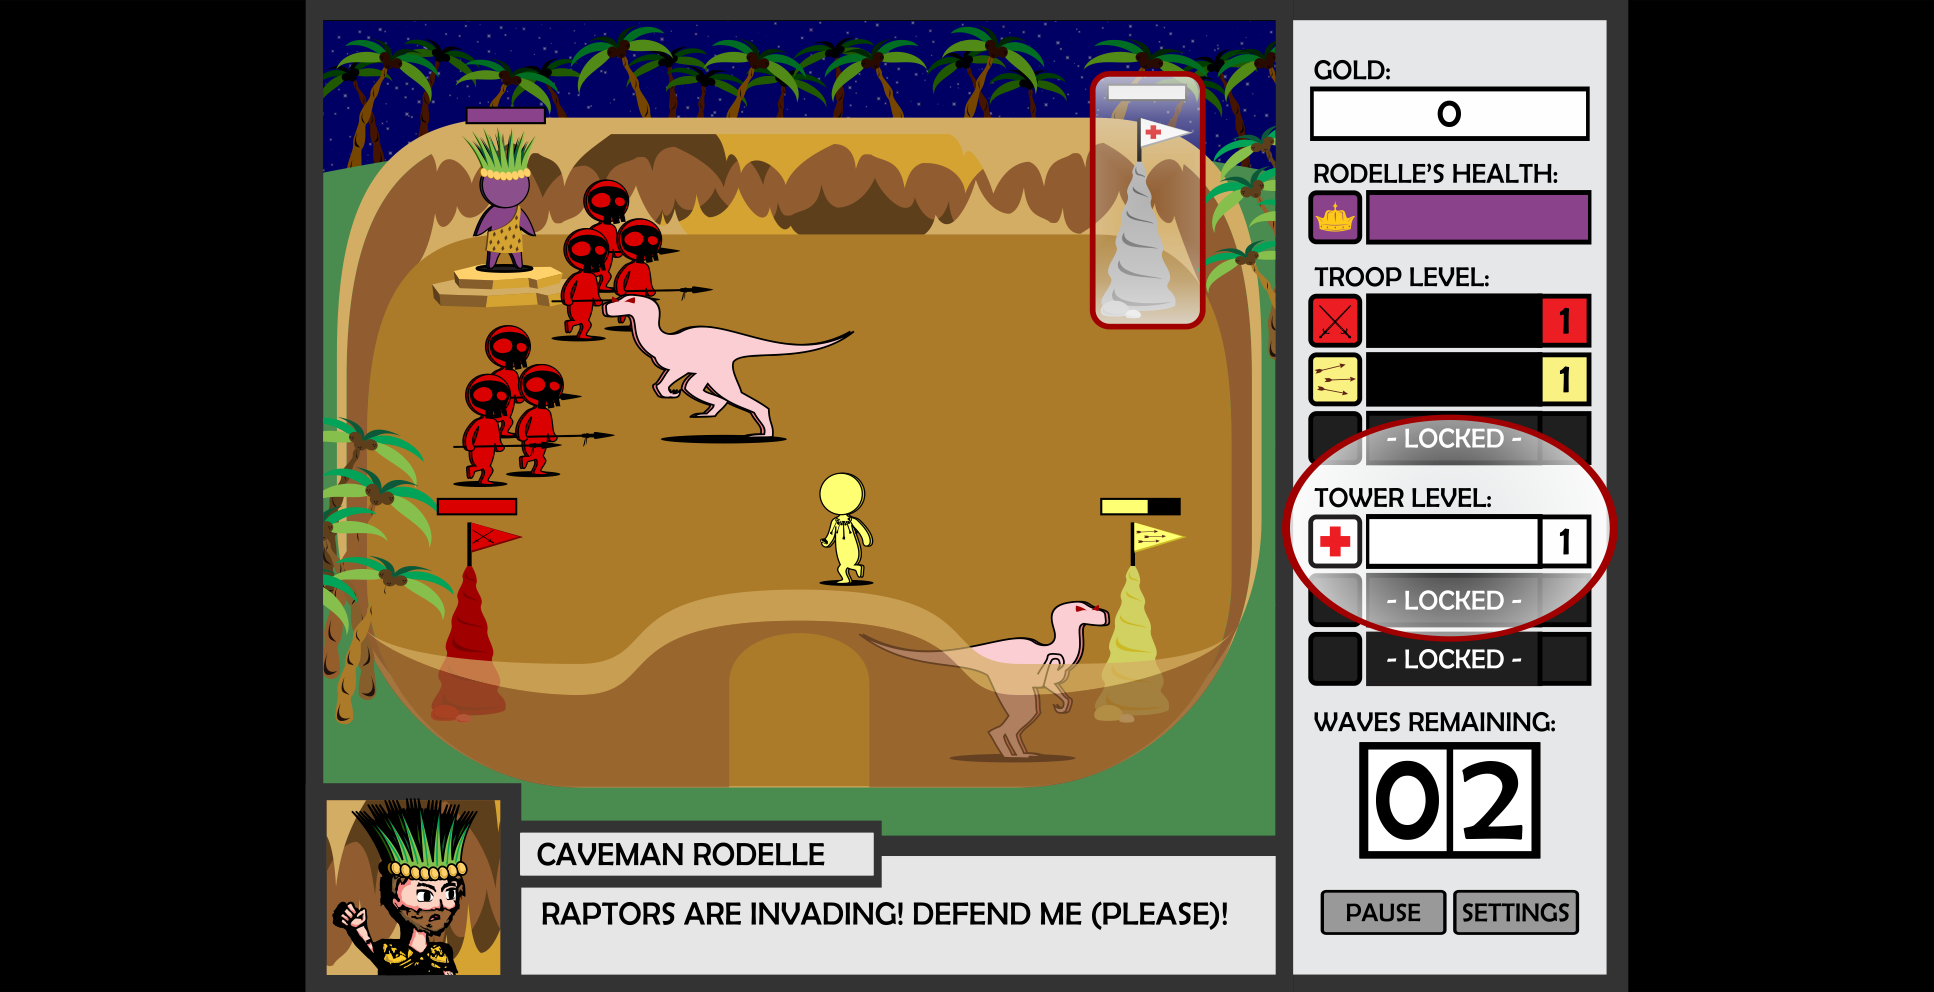 GOLD:
0
RODELLE'S HEALTH:
TROOP LEVEL:
1
1
- LOCKED -
TOWER LEVEL:
1
- LOCKED -
- LOCKED -
WAVES REMAINING:
02
PAUSE SETTINGS
CAVEMAN RODELLE
RAPTORS ARE INVADING! DEFEND ME (PLEASE)!